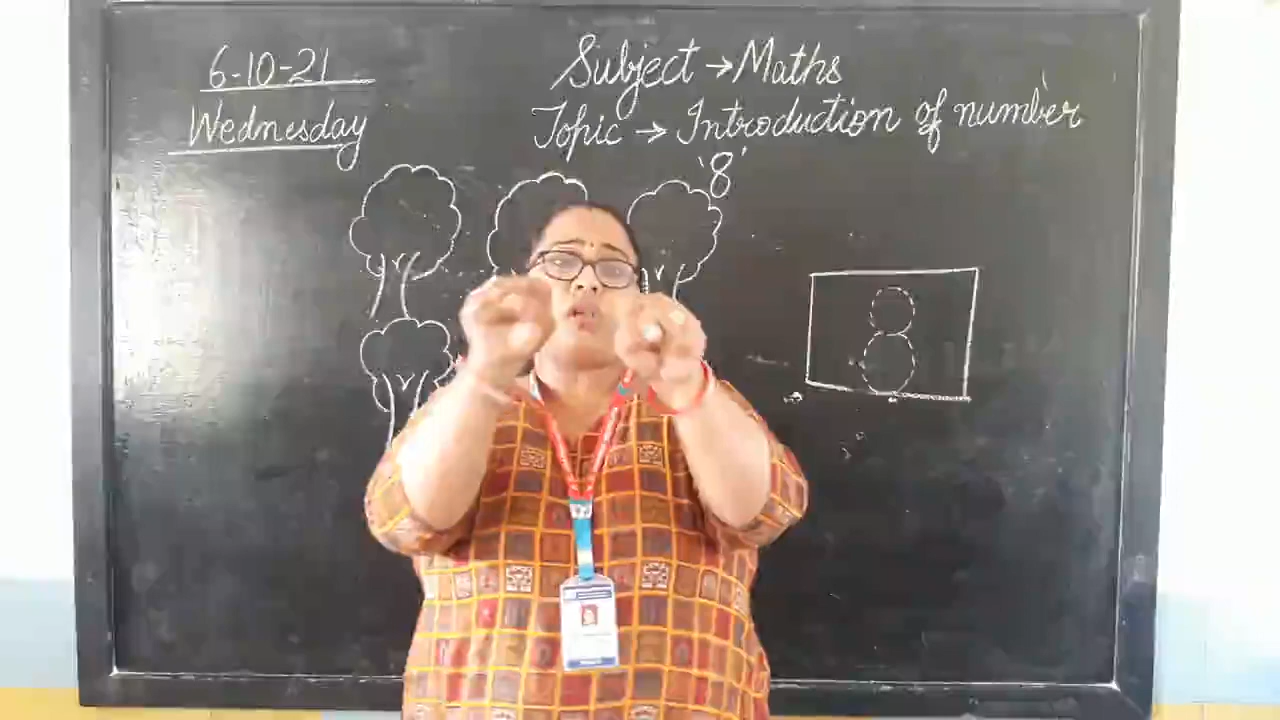 6-10-21
Wednesday
Subject → Maths
Topic → Introduction of number
'8'
8